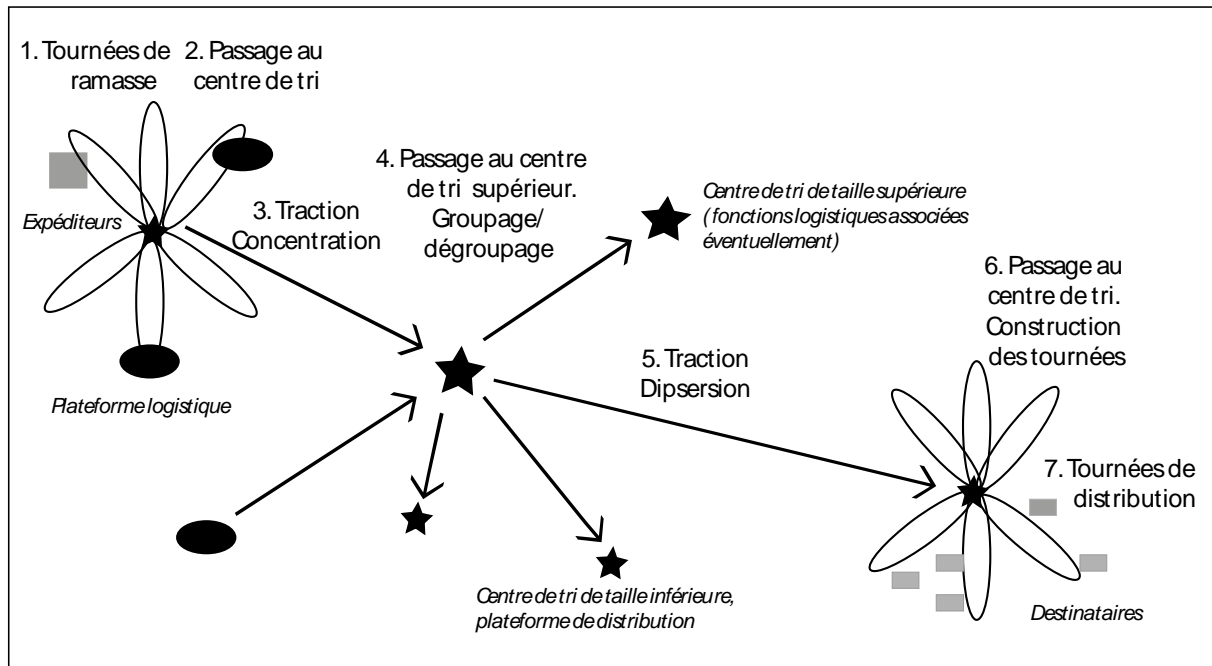 1. Tournées de
ramasse
2. Passage au
centre de tri
Expéditeurs
3. Traction
Concentration
4. Passage au centre
de tri supérieur.
Groupage/
dégroupage
Centre de tri de taille supérieure
(fonctions logistiques associées
éventuellement)
Plateforme logistique
5. Traction
Dipsersion
6. Passage au
centre de tri.
Construction
des tournées
7. Tournées de
distribution
Centre de tri de taille inférieure,
plateforme de distribution
Destinataires